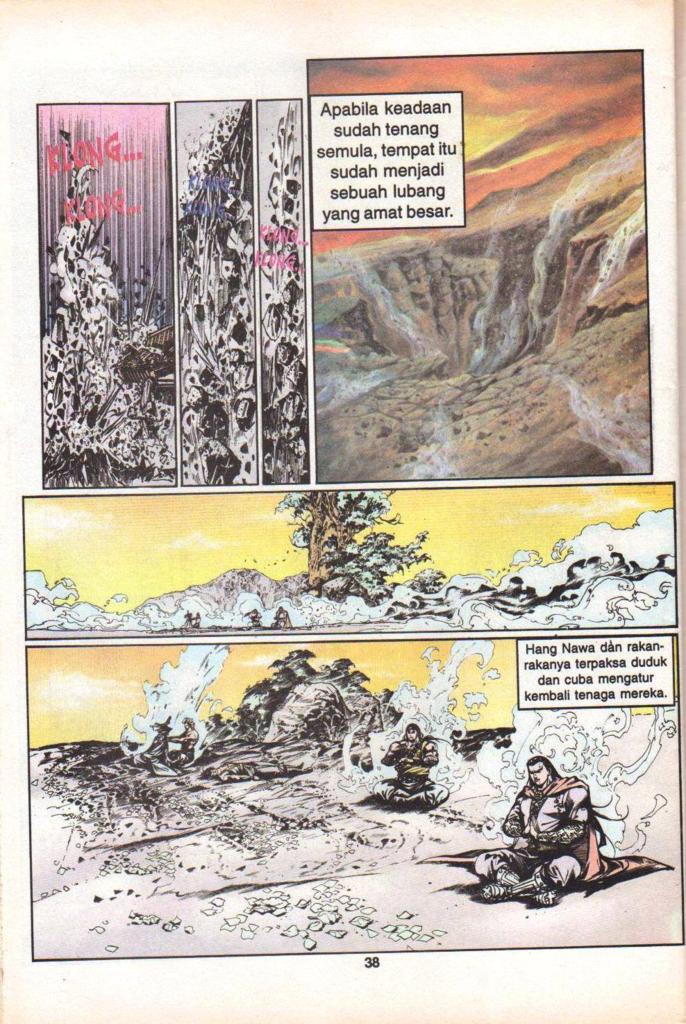 KLONG...
KLONG...
KLONG...
KLONG...
KLONG...
KLONG...
Apabila keadaan
sudah tenang
semula, tempat itu
sudah menjadi
sebuah lubang
yang amat besar.
Hang Nawa dan rakan-
rakanya terpaksa duduk
dan cuba mengatur
kembali tenaga mereka.
38